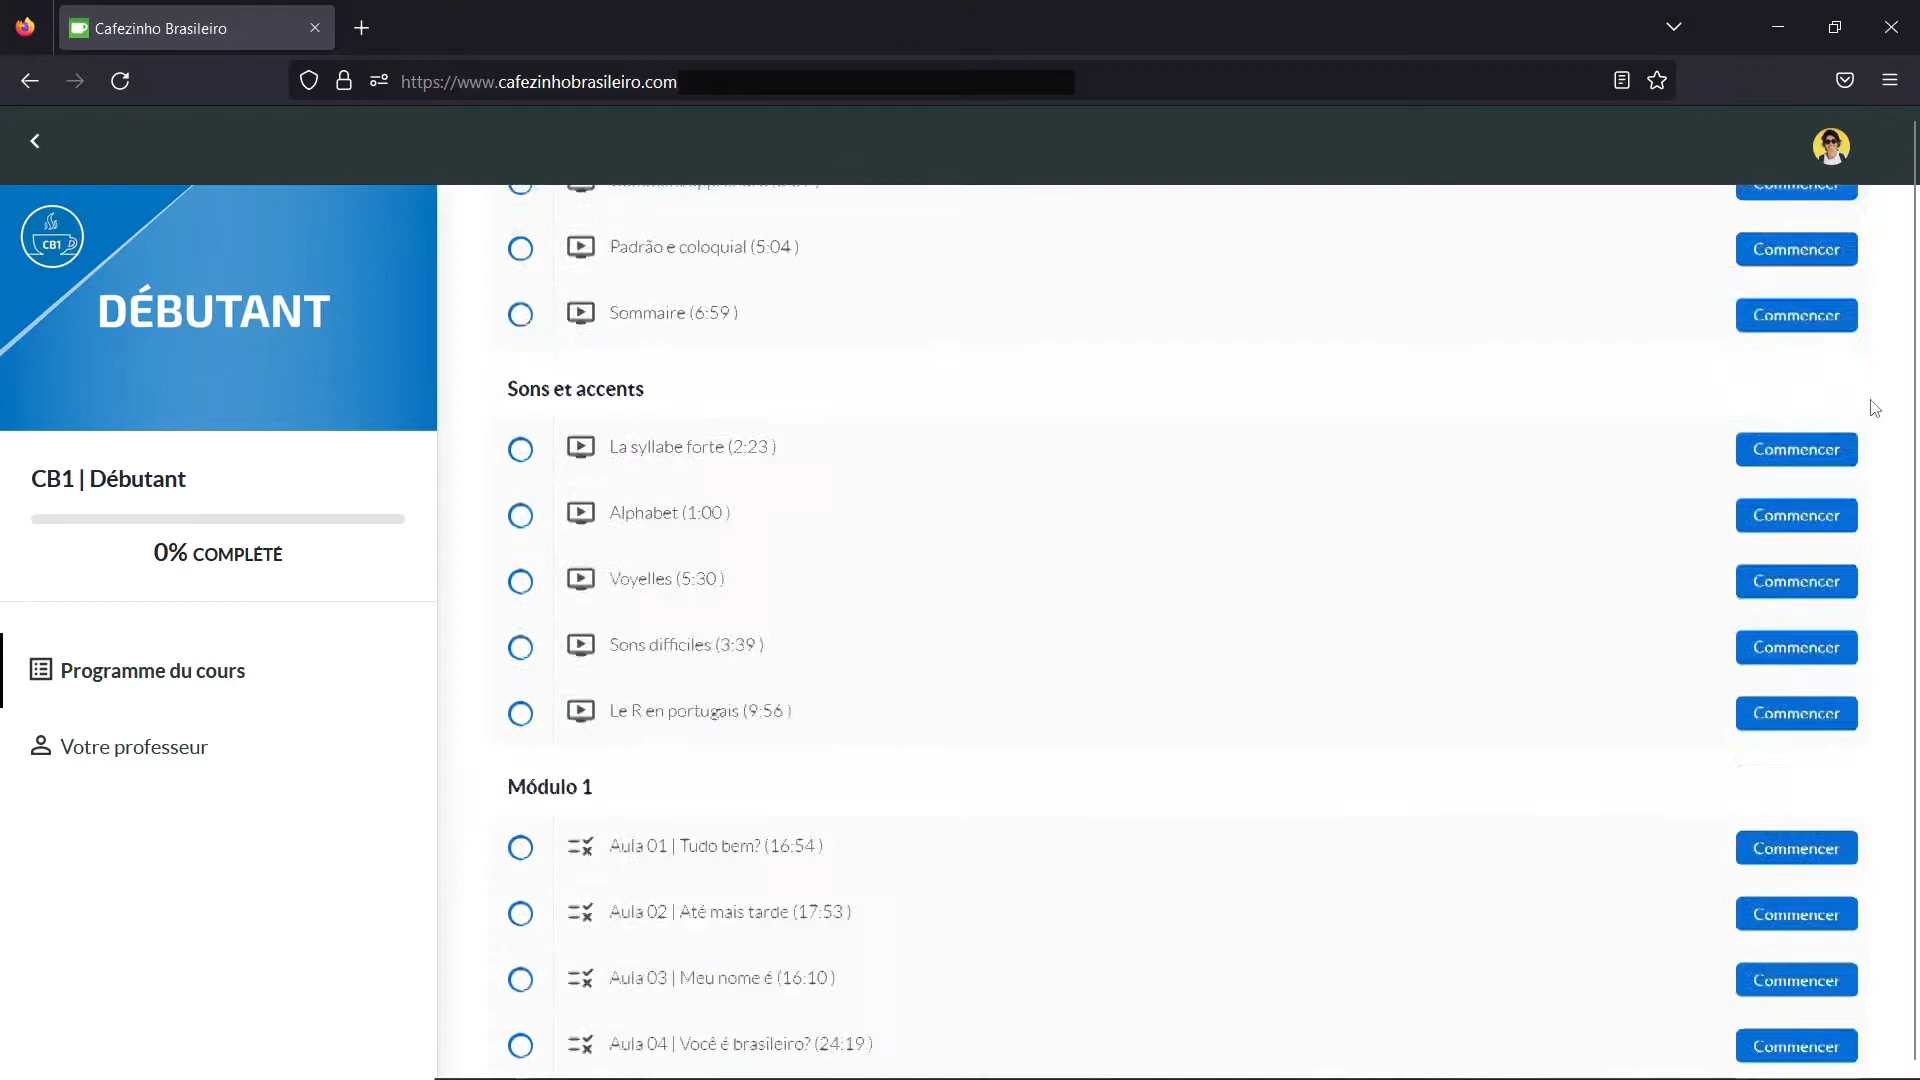 Cafezinho Brasileiro
https://www.cafezinhobrasileiro.com
CB1
DÉBUTANT
CB1 | Débutant
0% COMPLÉTÉ
Programme du cours
Votre professeur
Commencer
Padrão e coloquial (5:04 )
Commencer
Sommaire (6:59 )
Commencer
Sons et accents
La syllabe forte (2:23 )
Commencer
Alphabet (1:00 )
Commencer
Voyelles (5:30 )
Commencer
Sons difficiles (3:39 )
Commencer
Le R en portugais (9:56 )
Commencer
Módulo 1
Aula 01 | Tudo bem? (16:54 )
Commencer
Aula 02 | Até mais tarde (17:53 )
Commencer
Aula 03 | Meu nome é (16:10 )
Commencer
Aula 04 | Você é brasileiro? (24:19 )
Commencer